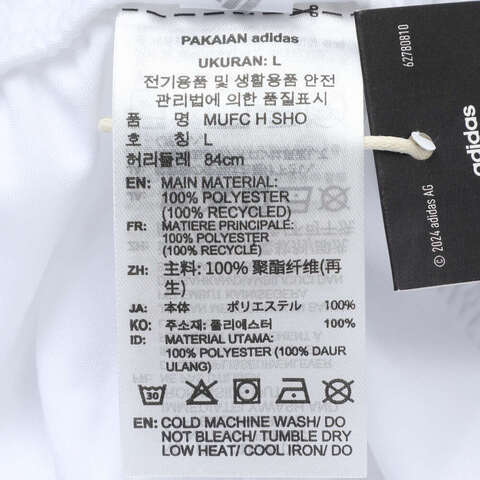 PAKAIAN adidas
UKURAN: L
전기용품 및 생활용품 안전
관리법에 의한 품질표시
품 명 MUFC H SHO
호 칭 L
허리둘레 84cm
EN: MAIN MATERIAL:
100% POLYESTER
(100% RECYCLED)
FR: MATIERE PRINCIPALE:
100% POLYESTER
(100% RECYCLE)
ZH: 主料: 100% 聚酯纤维(再
生)
JA: 本体 ポリエステル 100%
KO: 주소재: 폴리에스터 100%
ID: MATERIAL UTAMA:
100% POLYESTER (100% DAUR
ULANG)
30
EN: COLD MACHINE WASH/ DO
NOT BLEACH/ TUMBLE DRY
LOW HEAT/ COOL IRON/ DO
62780810
adidas
© 2024 adidas AG